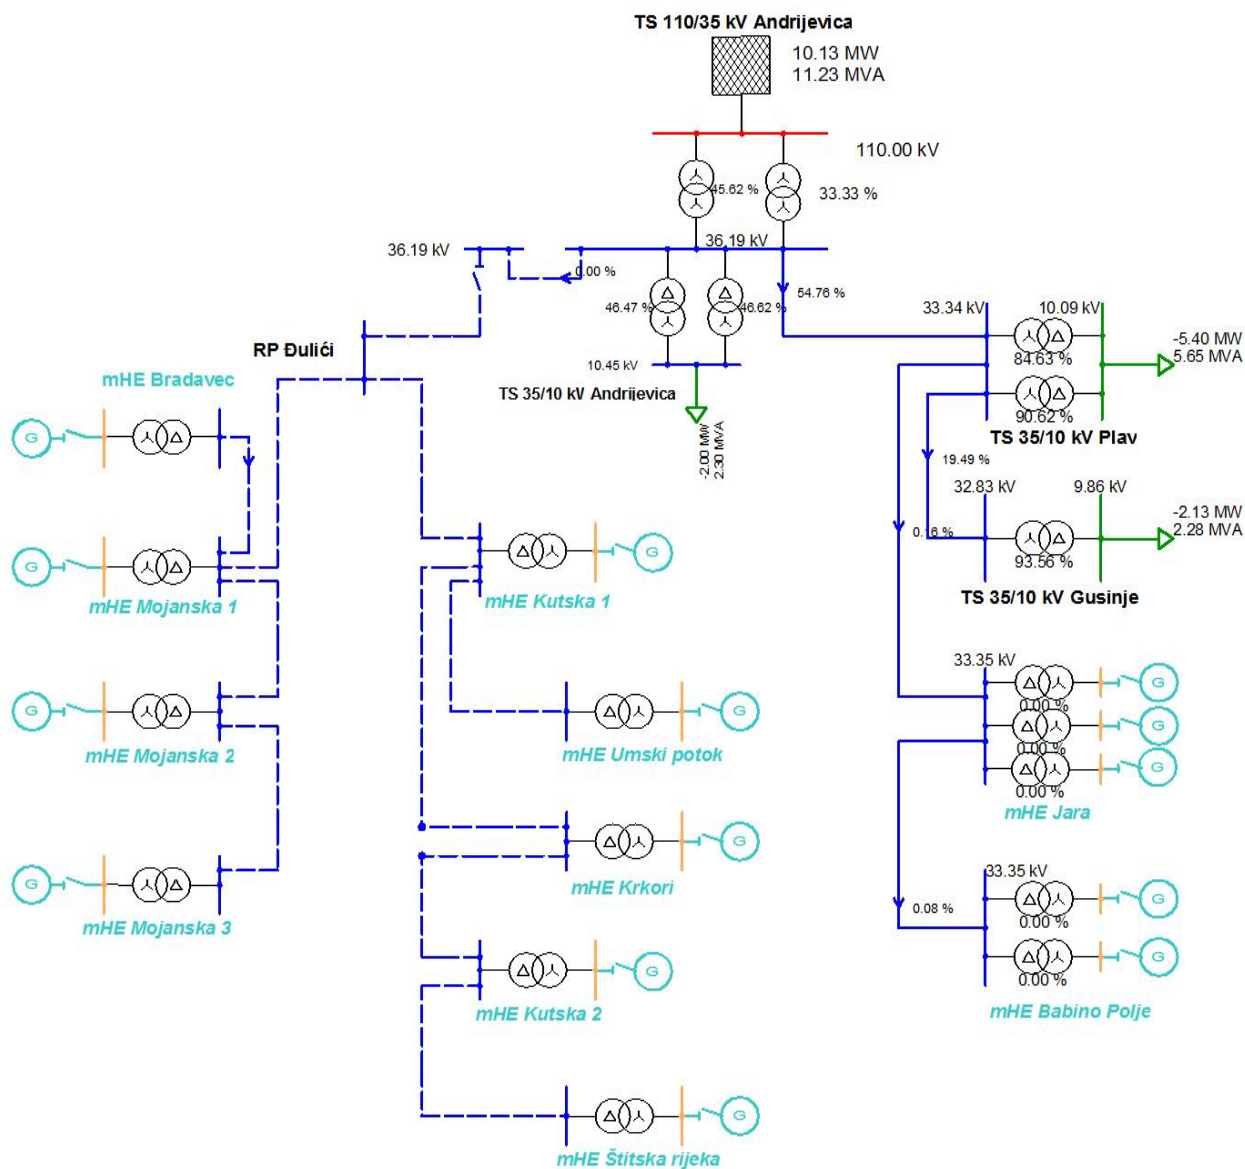 TS 110/35 kV Andrijevica
10.13 MW
11.23 MVA
110.00 kV
45.62 %
33.33 %
36.19 kV
36.19 kV
0.00 %
46.47 %
46.62 %
54.76 %
33.34 kV
10.09 kV
-5.40 MW
5.65 MVA
84.63 %
90.62 %
TS 35/10 kV Plav
RP Đulići
10.45 kV
TS 35/10 kV Andrijevica
-2.00 MW
2.30 MVA
mHE Bradavec
G
19.49 %
32.83 kV
9.86 kV
-2.13 MW
2.28 MVA
0.16 %
93.56 %
TS 35/10 kV Gusinje
G
mHE Mojanska 1
G
mHE Kutska 1
33.35 kV
G
0.00 %
G
0.00 %
G
0.00 %
mHE Jara
G
mHE Mojanska 2
G
mHE Umski potok
G
mHE Krkori
G
mHE Mojanska 3
33.35 kV
0.08 %
G
0.00 %
G
0.00 %
mHE Babino Polje
G
mHE Kutska 2
G
mHE Štitska rijeka